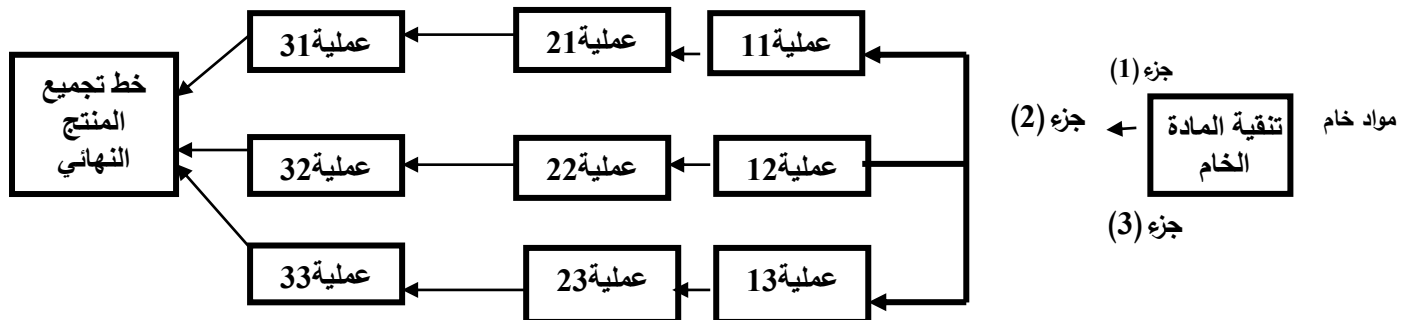 مواد خام
تنقية المادة
الخام
جزء (1)
جزء (2)
جزء (3)
عملية11
عملية21
عملية31
عملية12
عملية22
عملية32
عملية13
عملية23
عملية33
خط تجميع
المنتج
النهائي